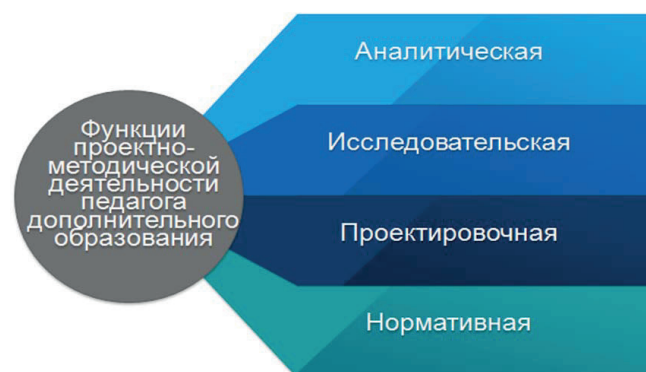 Функции
проектно-
методической
деятельности
педагога
дополнительного
образования
Аналитическая
Исследовательская
Проектировочная
Нормативная